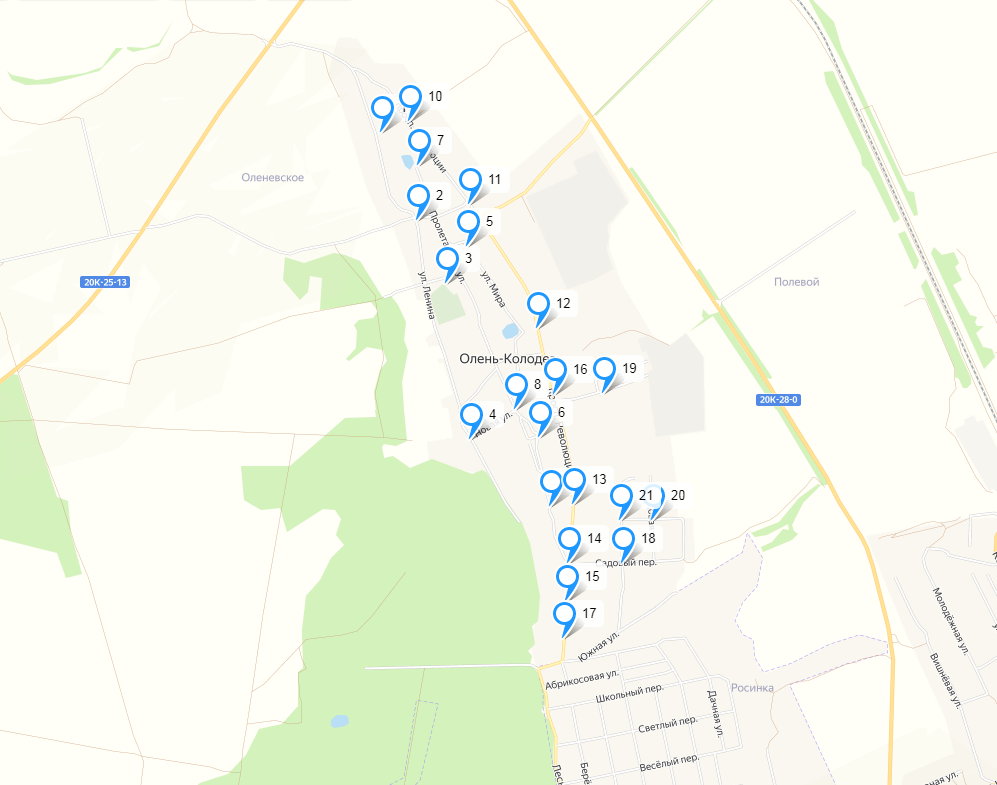 10
7
Оленевское
11
2
5
3
20К-25-13
Полевой
ул. Ленина
ул. Мира
12
Олень-Колодез
16
19
8
20К-28-0
4
6
13
21
20
14
18
Садовый пер.
15
17
Южная ул.
Молодёжная ул.
Абрикосовая ул.
Вишнёвая ул.
Школьный пер.
Росинка
Дачная ул.
Светлый пер.
Весёлый пер.